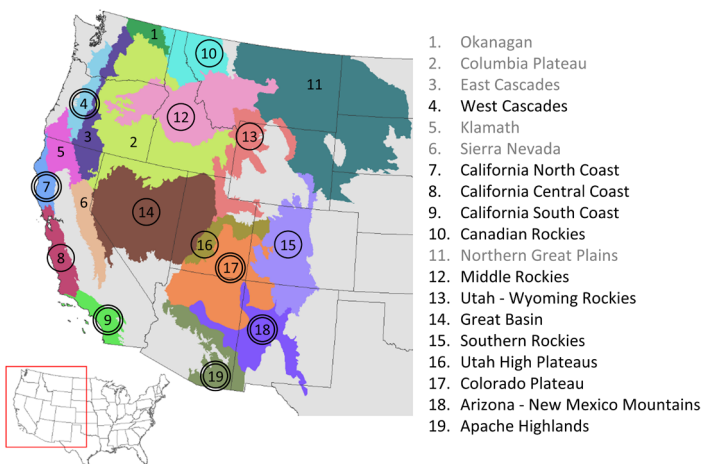 1
10
11
4
12
13
3
2
5
7
6
14
16
15
17
8
9
18
19
1. Okanagan
2. Columbia Plateau
3. East Cascades
4. West Cascades
5. Klamath
6. Sierra Nevada
7. California North Coast
8. California Central Coast
9. California South Coast
10. Canadian Rockies
11. Northern Great Plains
12. Middle Rockies
13. Utah - Wyoming Rockies
14. Great Basin
15. Southern Rockies
16. Utah High Plateaus
17. Colorado Plateau
18. Arizona - New Mexico Mountains
19. Apache Highlands